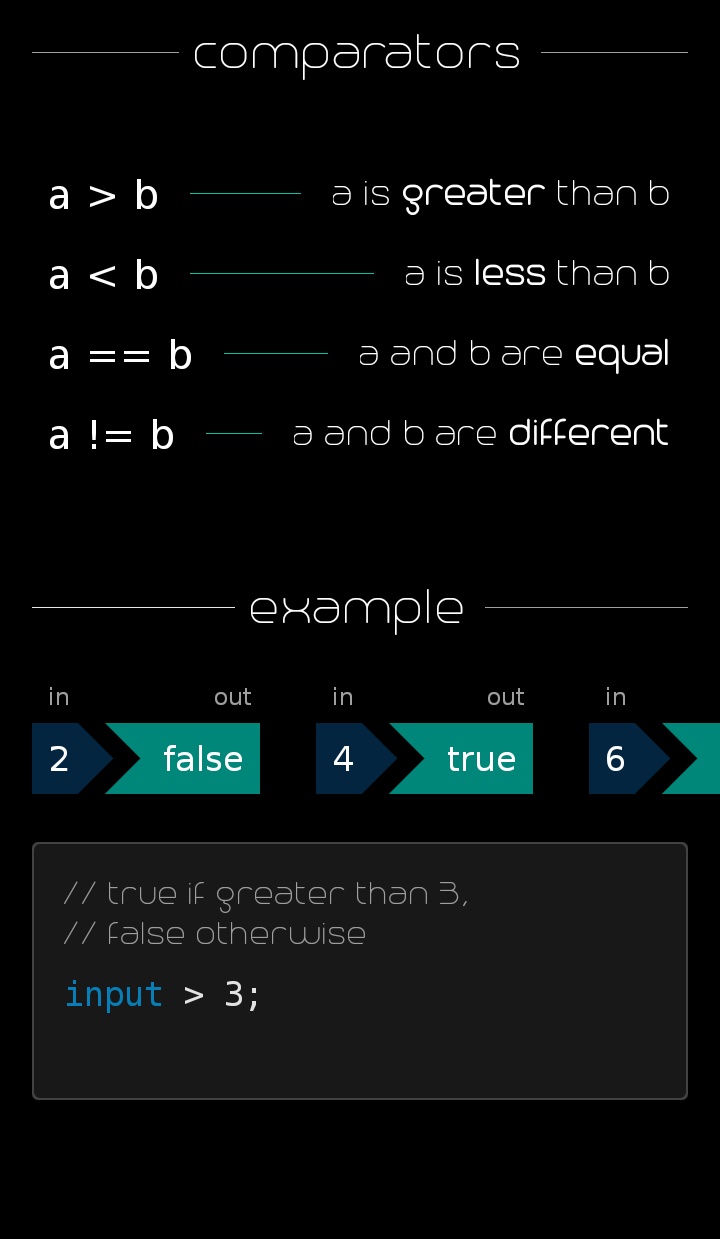 comparators
a > b a is greater than b
a < b a is less than b
a == b a and b are equal
a != b a and b are different
example
in out in out in
2 false 4 true 6
// true if greater than 3,
// false otherwise
input > 3;